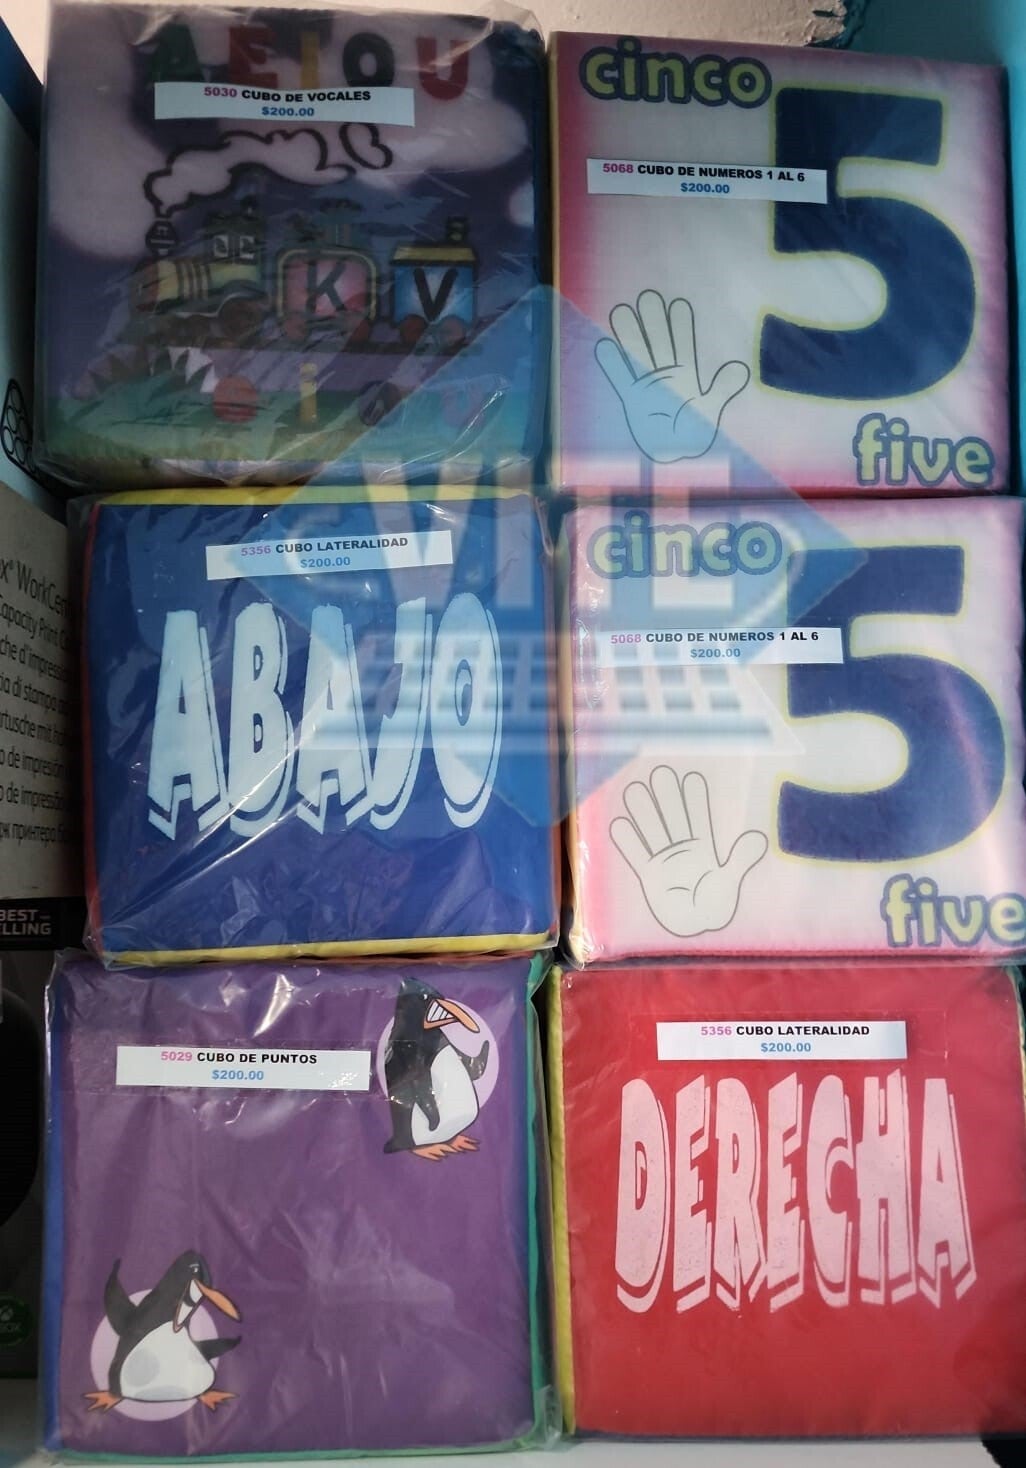 A E I O U
5030 CUBO DE VOCALES
$200.00
K V
cinco
5068 CUBO DE NUMEROS 1 AL 6
$200.00
5
five
5356 CUBO LATERALIDAD
$200.00
ABAJO
cinco
5068 CUBO DE NUMEROS 1 AL 6
$200.00
5
five
5029 CUBO DE PUNTOS
$200.00
5356 CUBO LATERALIDAD
$200.00
DERECHA
VITE
BEST–